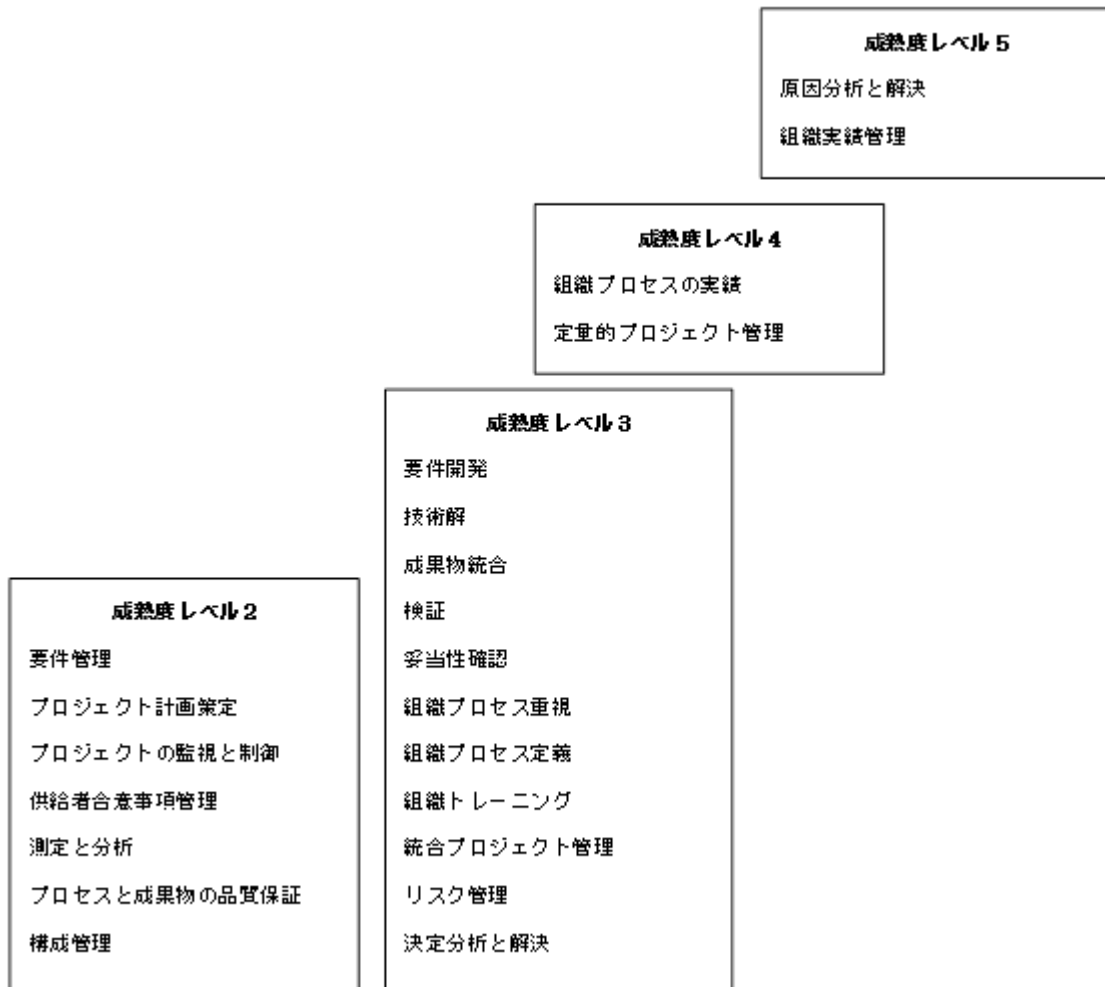 成熟度レベル５
原因分析と解決
組織実績管理
成熟度レベル４
組織プロセスの実績
定量的プロジェクト管理
成熟度レベル３
要件開発
技術解
成果物統合
検証
妥当性確認
組織プロセス重視
組織プロセス定義
組織トレーニング
統合プロジェクト管理
リスク管理
決定分析と解決
成熟度レベル２
要件管理
プロジェクト計画策定
プロジェクトの監視と制御
供給者合意事項管理
測定と分析
プロセスと成果物の品質保証
構成管理